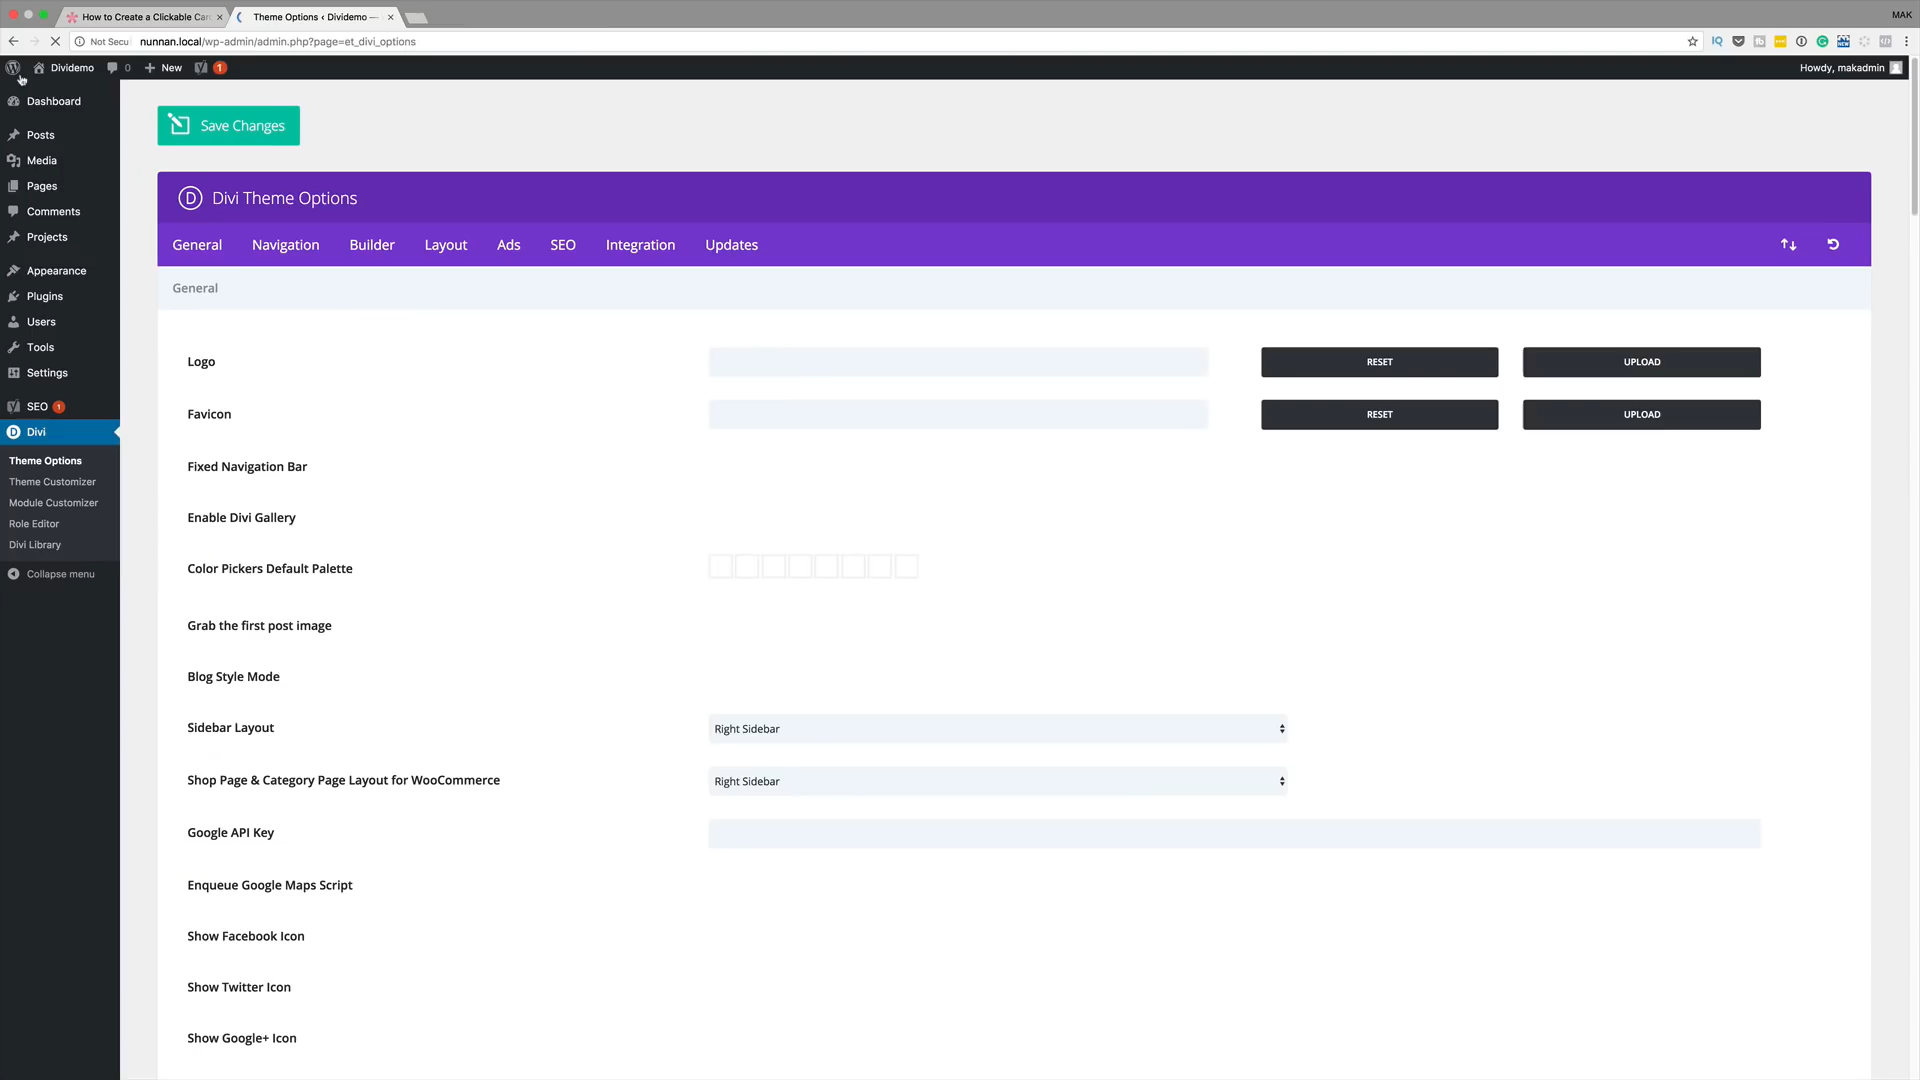 How to Create a Clickable Car
Theme Options ‹ Dividemo —
MAK
Not Secu
nunnan.local/wp-admin/admin.php?page=et_divi_options
Dividemo
0
New
1
Howdy, makadmin
Dashboard
Posts
Media
Pages
Comments
Projects
Appearance
Plugins
Users
Tools
Settings
SEO 1
Divi
Theme Options
Theme Customizer
Module Customizer
Role Editor
Divi Library
Collapse menu
Save Changes
D Divi Theme Options
General Navigation Builder Layout Ads SEO Integration Updates
General
Logo RESET UPLOAD
Favicon RESET UPLOAD
Fixed Navigation Bar
Enable Divi Gallery
Color Pickers Default Palette
Grab the first post image
Blog Style Mode
Sidebar Layout Right Sidebar
Shop Page & Category Page Layout for WooCommerce Right Sidebar
Google API Key
Enqueue Google Maps Script
Show Facebook Icon
Show Twitter Icon
Show Google+ Icon